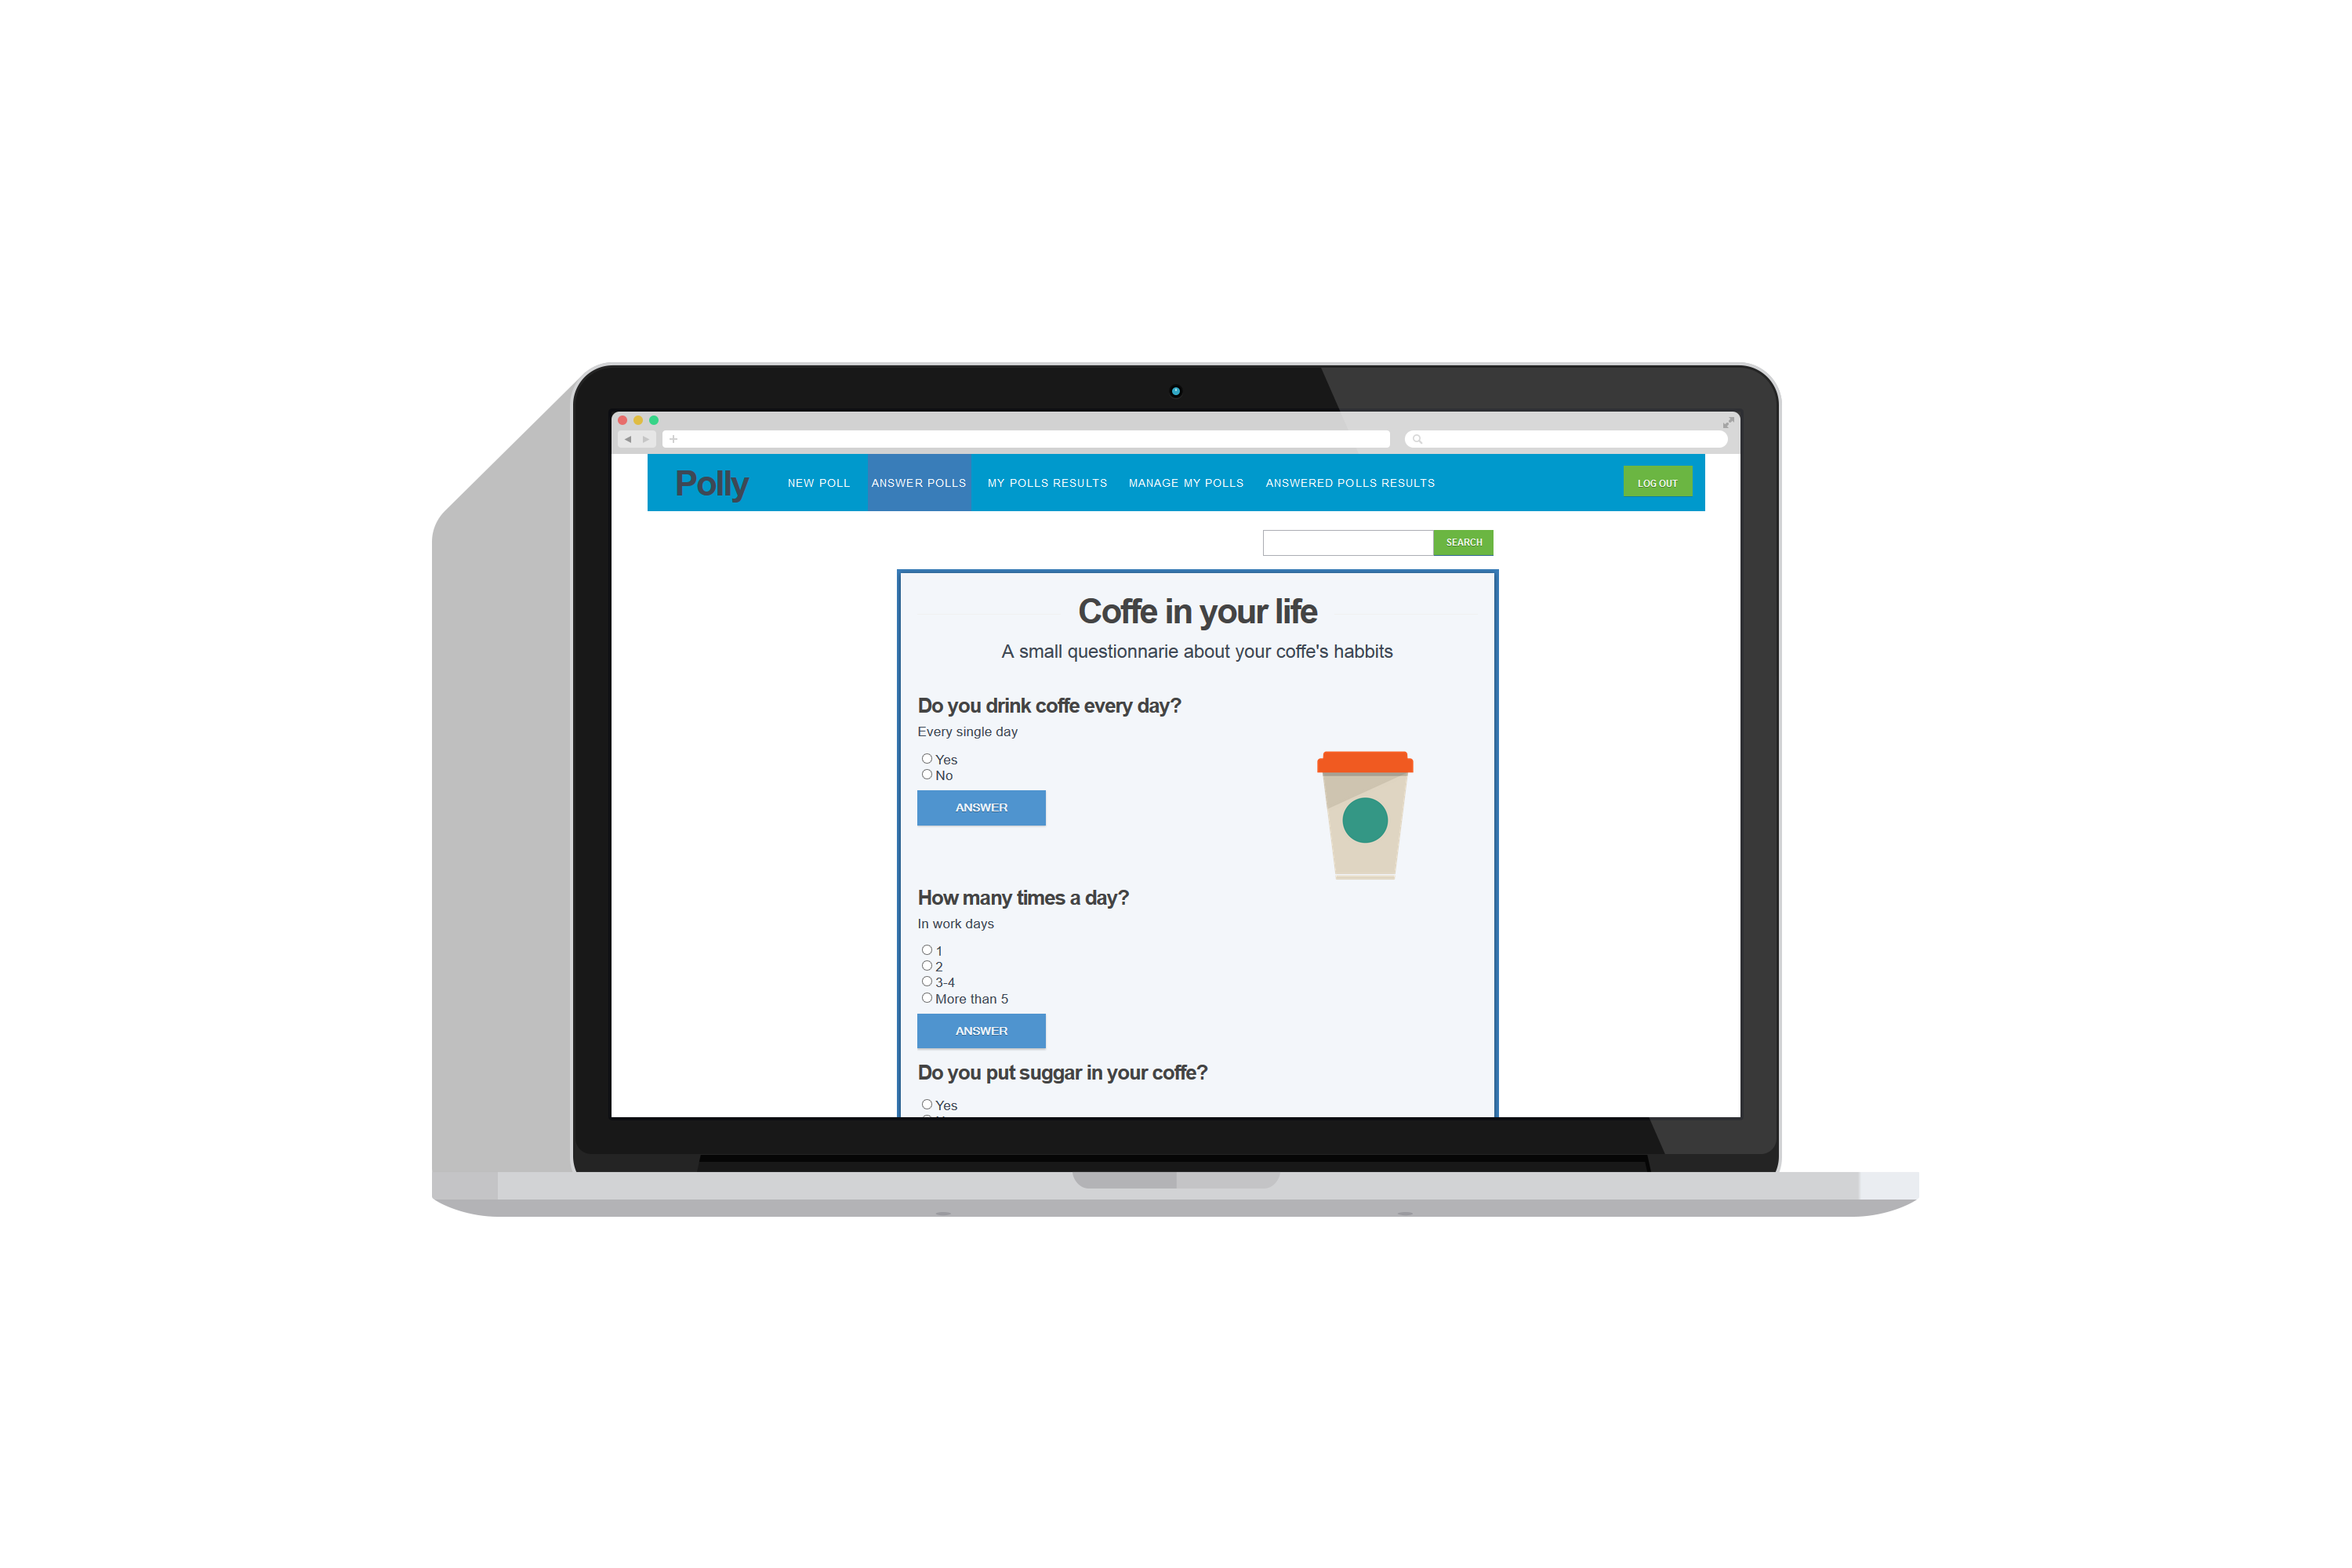 Polly
NEW POLL ANSWER POLLS MY POLLS RESULTS MANAGE MY POLLS ANSWERED POLLS RESULTS LOG OUT
SEARCH
Coffe in your life
A small questionnarie about your coffe's habbits
Do you drink coffe every day?
Every single day
Yes
No
ANSWER
How many times a day?
In work days
1
2
3-4
More than 5
ANSWER
Do you put suggar in your coffe?
Yes